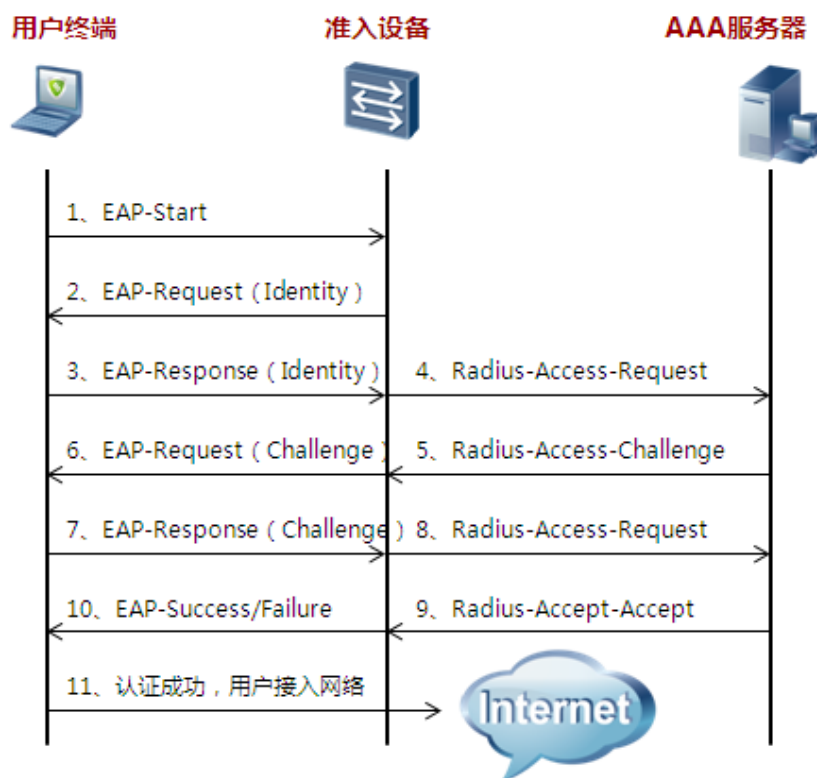 用户终端
准入设备
AAA服务器
1、EAP-Start
2、EAP-Request（Identity）
3、EAP-Response（Identity）
4、Radius-Access-Request
6、EAP-Request（Challenge）
5、Radius-Access-Challenge
7、EAP-Response（Challenge）
8、Radius-Access-Request
10、EAP-Success/Failure
9、Radius-Accept-Accept
11、认证成功，用户接入网络
Internet